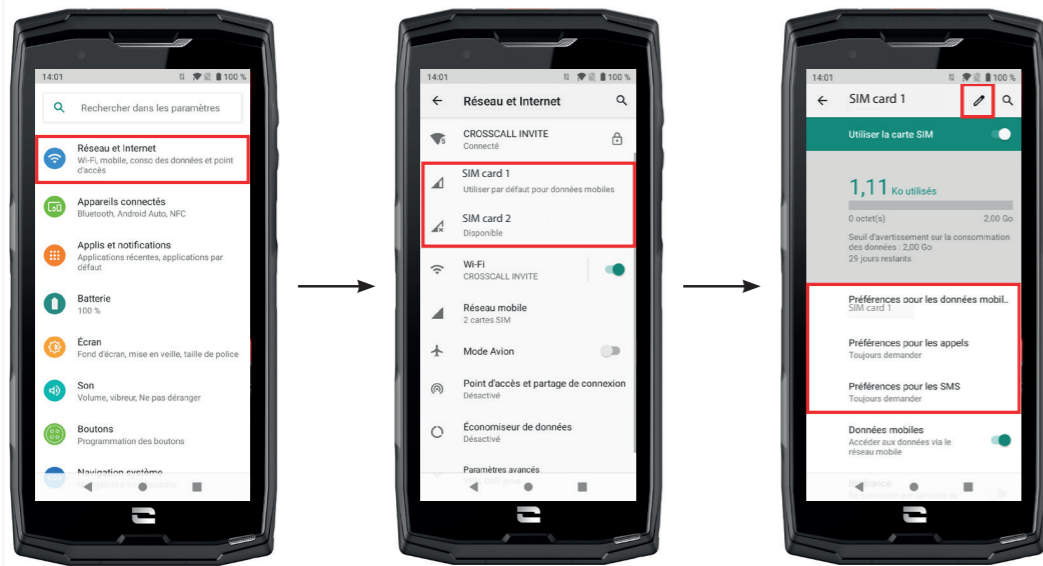 14:01
100 %
Rechercher dans les paramètres
Réseau et Internet
Wi-Fi, mobile, conso des données et point
d'accès
Appareils connectés
Bluetooth, Android Auto, NFC
Applis et notifications
Applications récentes, applications par
défaut
Batterie
100 %
Écran
Fond d'écran, mise en veille, taille de police
Son
Volume, vibreur, Ne pas déranger
Boutons
Programmation des boutons
Navigation système
14:01
100 %
Réseau et Internet
CROSSCALL INVITE
Connecté
SIM card 1
Utiliser par défaut pour données mobiles
SIM card 2
Disponible
Wi-Fi
CROSSCALL INVITE
Réseau mobile
2 cartes SIM
Mode Avion
Point d'accès et partage de connexion
Désactivé
Économiseur de données
Désactivé
Paramètres avancés
14:01
100 %
SIM card 1
Utiliser la carte SIM
1,11 Ko utilisés
0 octet(s) 2,00 Go
Seuil d'avertissement sur la consommation
des données : 2,00 Go
29 jours restants
Préférences pour les données mobil..
SIM card 1
Préférences pour les appels
Toujours demander
Préférences pour les SMS
Toujours demander
Données mobiles
Accéder aux données via le
réseau mobile